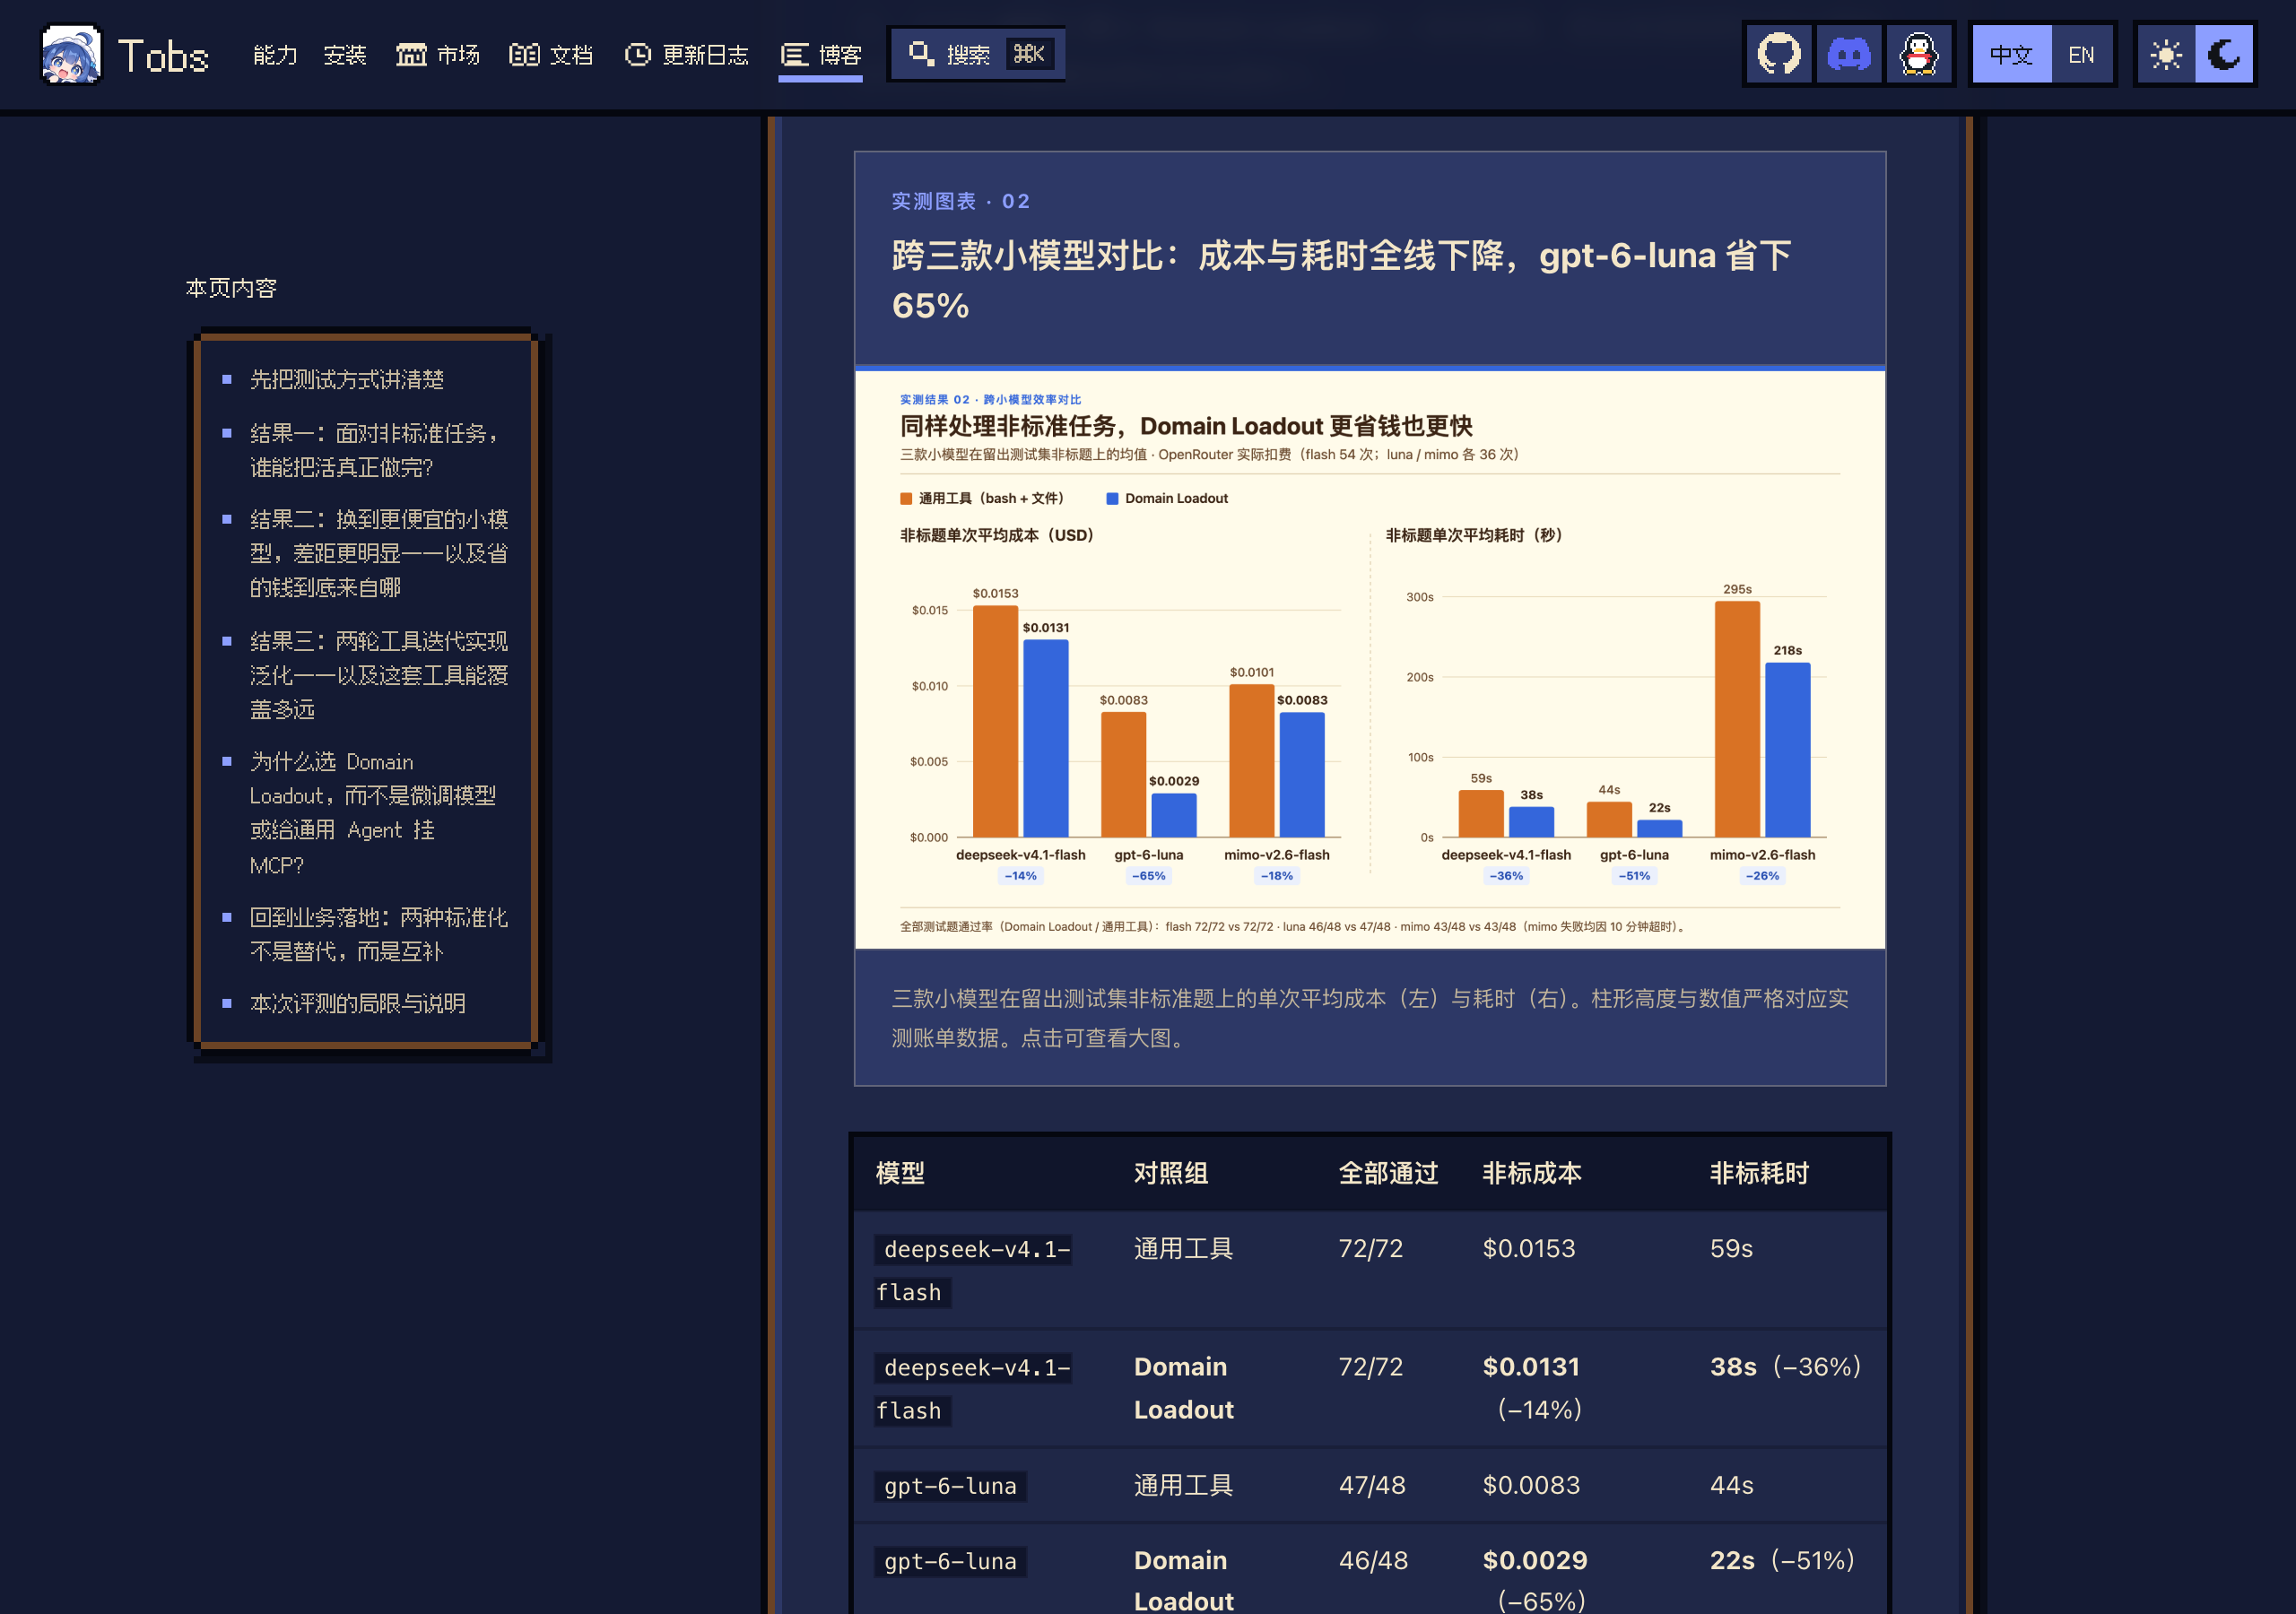 Tobs
能力
安装
市场
文档
更新日志
博客
搜索
⌘K
中文
EN
本页内容
先把测试方式讲清楚
结果一：面对非标准任务，
谁能把活真正做完？
结果二：换到更便宜的小模
型，差距更明显——以及省
的钱到底来自哪
结果三：两轮工具迭代实现
泛化——以及这套工具能覆
盖多远
为什么选 Domain
Loadout，而不是微调模型
或给通用 Agent 挂
MCP？
回到业务落地：两种标准化
不是替代，而是互补
本次评测的局限与说明
实测图表 · 02
跨三款小模型对比：成本与耗时全线下降，gpt-6-luna 省下
65%
实测结果 02 · 跨小模型效率对比
同样处理非标准任务，Domain Loadout 更省钱也更快
三款小模型在留出测试集非标题上的均值 · OpenRouter 实际扣费（flash 54 次；luna / mimo 各 36 次）
通用工具（bash + 文件）
Domain Loadout
非标题单次平均成本（USD）
$0.015
$0.010
$0.005
$0.000
$0.0153
$0.0131
$0.0083
$0.0029
$0.0101
$0.0083
deepseek-v4.1-flash
gpt-6-luna
mimo-v2.6-flash
−14%
−65%
−18%
非标题单次平均耗时（秒）
300s
200s
100s
0s
59s
38s
44s
22s
295s
218s
deepseek-v4.1-flash
gpt-6-luna
mimo-v2.6-flash
−36%
−51%
−26%
全部测试题通过率（Domain Loadout / 通用工具）：flash 72/72 vs 72/72 · luna 46/48 vs 47/48 · mimo 43/48 vs 43/48（mimo 失败均因 10 分钟超时）。
三款小模型在留出测试集非标准题上的单次平均成本（左）与耗时（右）。柱形高度与数值严格对应实
测账单数据。点击可查看大图。
模型 对照组 全部通过 非标成本 非标耗时
deepseek-v4.1- 通用工具 72/72 $0.0153 59s
flash
deepseek-v4.1- Domain 72/72 $0.0131 38s（−36%）
flash Loadout （−14%）
gpt-6-luna 通用工具 47/48 $0.0083 44s
gpt-6-luna Domain 46/48 $0.0029 22s（−51%）
Loadout （−65%）